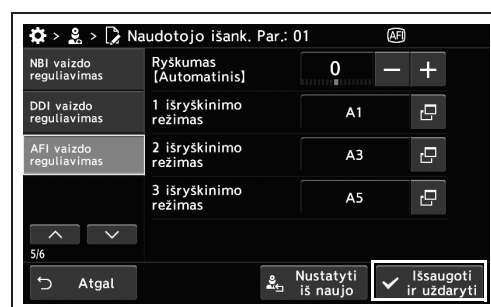 > > Naudotojo išank. Par.: 01 AFI
NBI vaizdo
reguliavimas
DDI vaizdo
reguliavimas
AFI vaizdo
reguliavimas
5/6
Ryškumas
[Automatinis]
0 − +
1 išryškinimo
režimas
A1
2 išryškinimo
režimas
A3
3 išryškinimo
režimas
A5
Atgal
Nustatyti
iš naujo
Išsaugoti
ir uždaryti